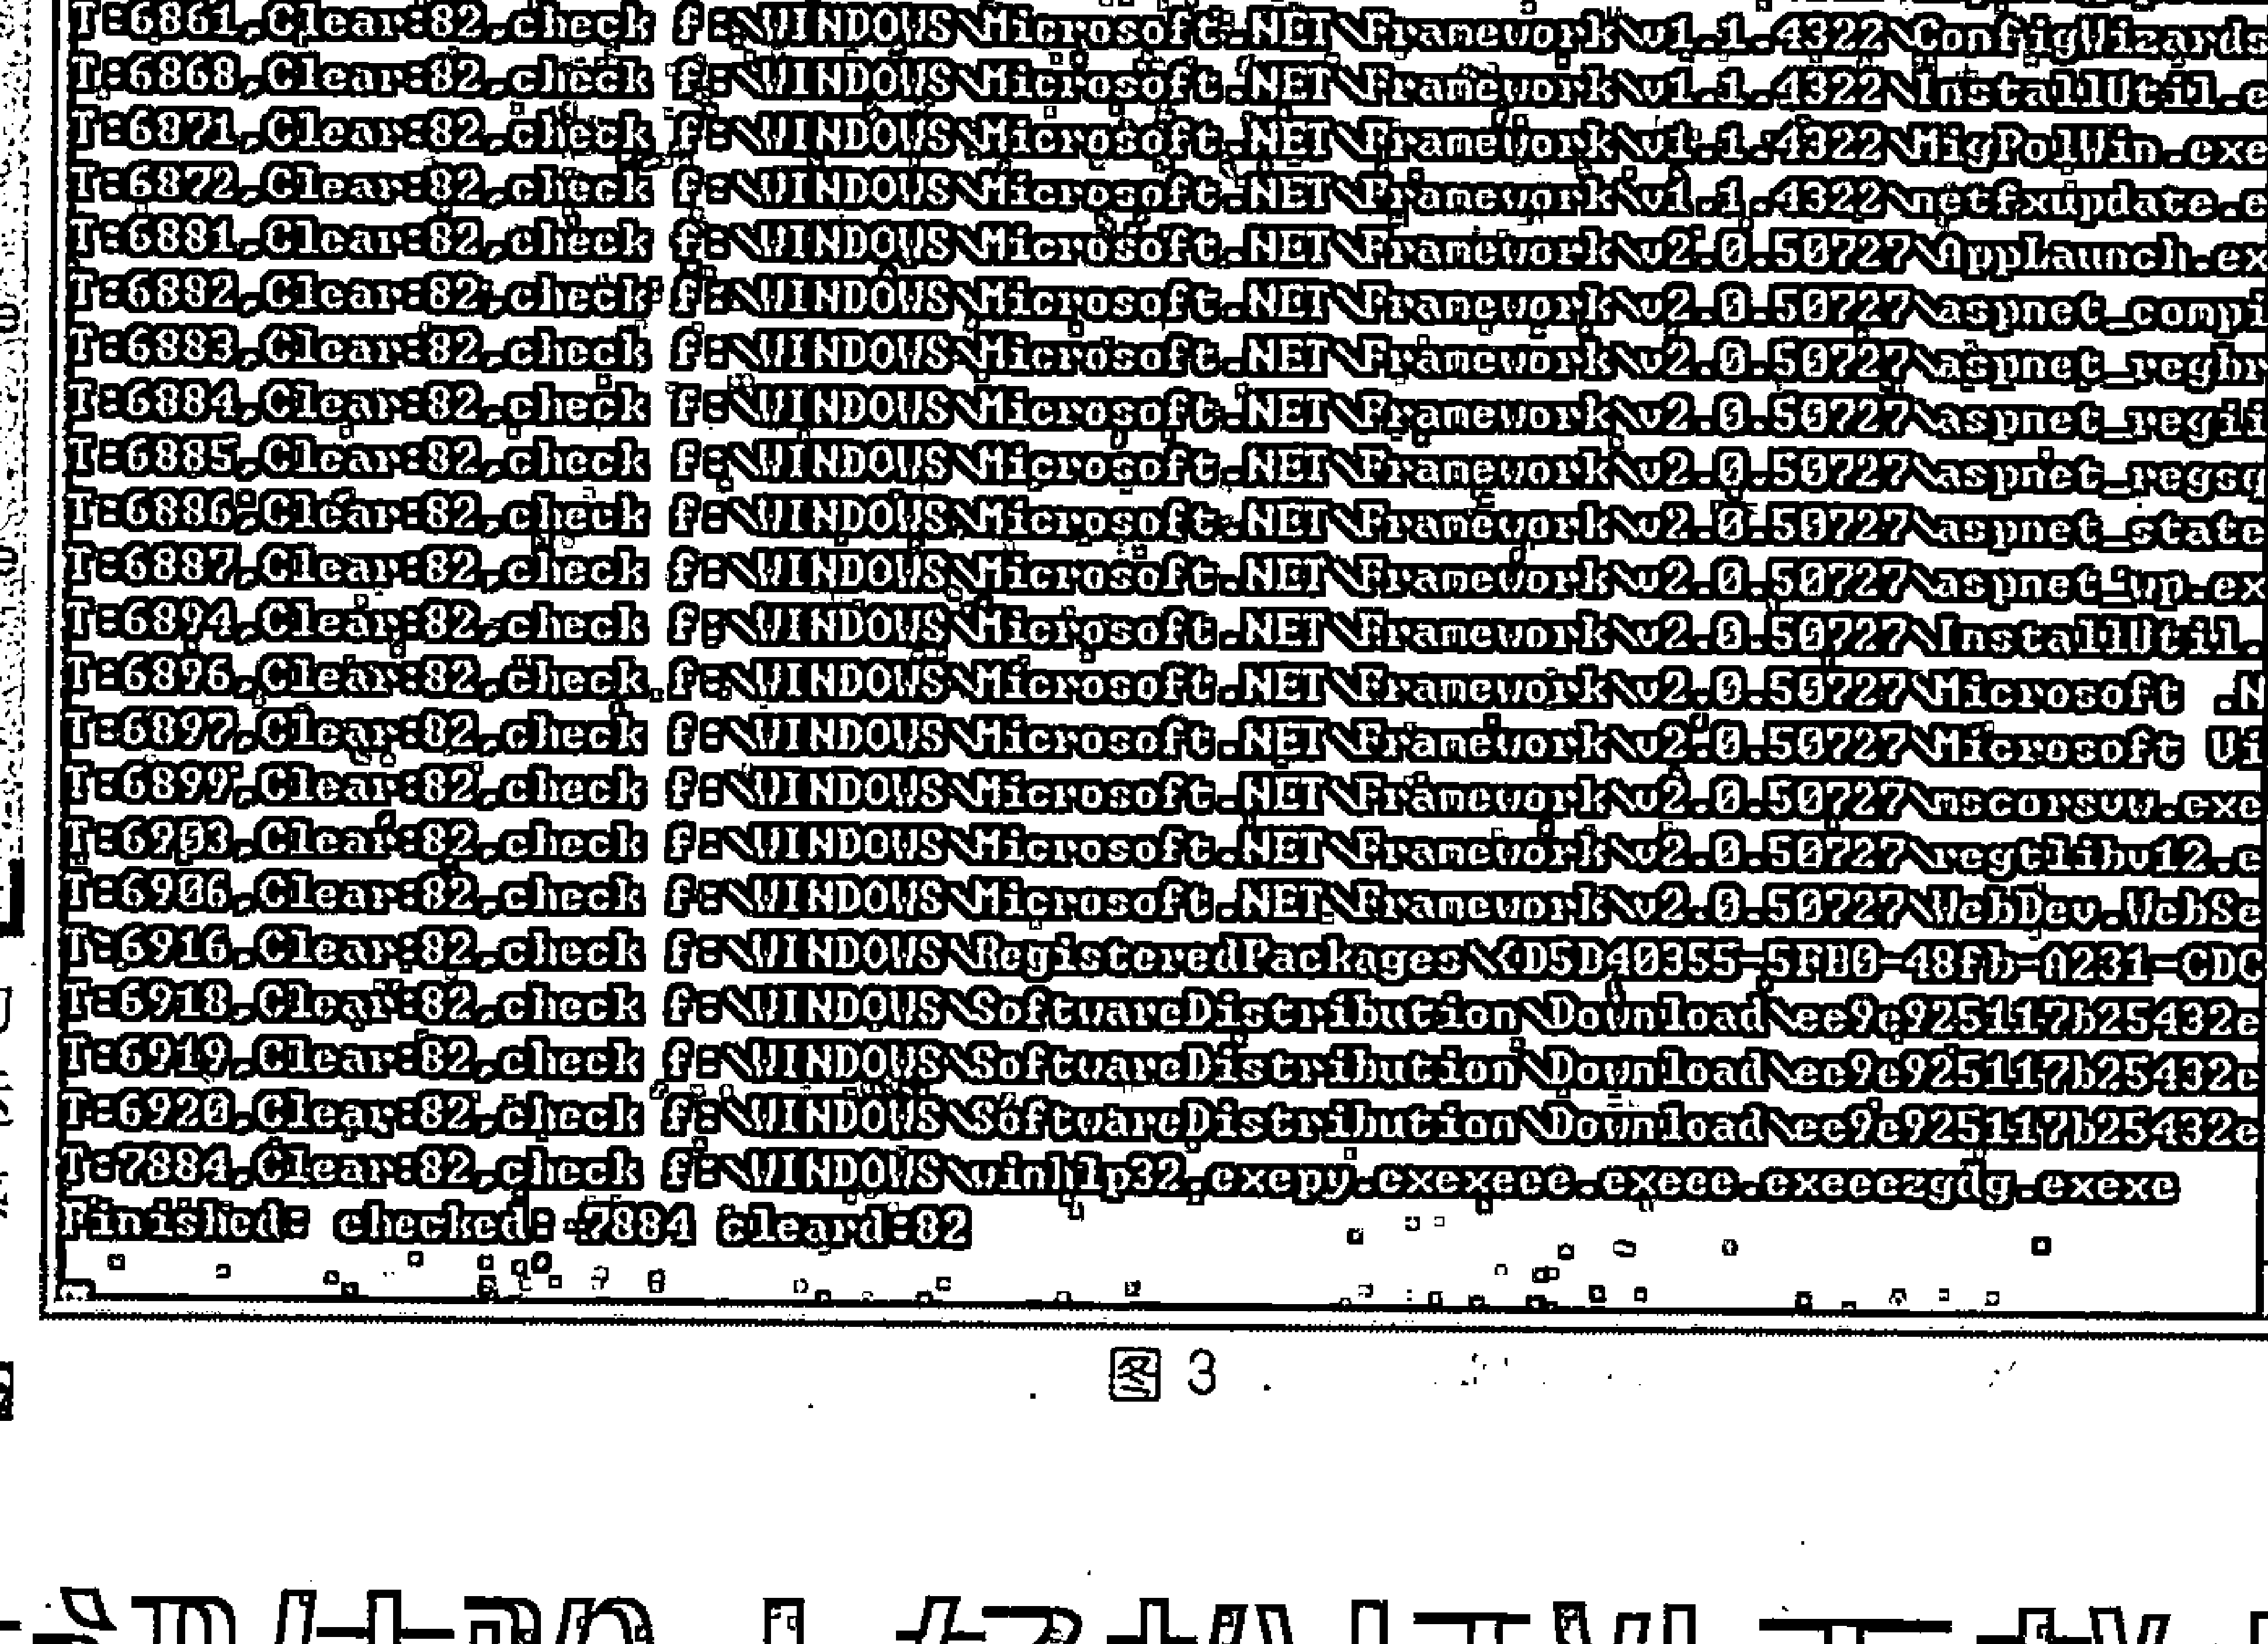 T:6861,Clear:82,check f:\WINDOWS\Microsoft.NET\Framework\v1.1.4322\ConfigWizards
T:6868,Clear:82,check f:\WINDOWS\Microsoft.NET\Framework\v1.1.4322\InstallUtil.e
T:6871,Clear:82,check f:\WINDOWS\Microsoft.NET\Framework\v1.1.4322\MigPolWin.exe
T:6872,Clear:82,check f:\WINDOWS\Microsoft.NET\Framework\v1.1.4322\netfxupdate.e
T:6881,Clear:82,check f:\WINDOWS\Microsoft.NET\Framework\v2.0.50727\AppLaunch.ex
T:6882,Clear:82,check f:\WINDOWS\Microsoft.NET\Framework\v2.0.50727\aspnet_compi
T:6883,Clear:82,check f:\WINDOWS\Microsoft.NET\Framework\v2.0.50727\aspnet_regbr
T:6884,Clear:82,check f:\WINDOWS\Microsoft.NET\Framework\v2.0.50727\aspnet_regii
T:6885,Clear:82,check f:\WINDOWS\Microsoft.NET\Framework\v2.0.50727\aspnet_regsq
T:6886,Clear:82,check f:\WINDOWS\Microsoft.NET\Framework\v2.0.50727\aspnet_state
T:6887,Clear:82,check f:\WINDOWS\Microsoft.NET\Framework\v2.0.50727\aspnet_wp.ex
T:6894,Clear:82,check f:\WINDOWS\Microsoft.NET\Framework\v2.0.50727\InstallUtil.
T:6896,Clear:82,check f:\WINDOWS\Microsoft.NET\Framework\v2.0.50727\Microsoft .N
T:6897,Clear:82,check f:\WINDOWS\Microsoft.NET\Framework\v2.0.50727\Microsoft Vi
T:6899,Clear:82,check f:\WINDOWS\Microsoft.NET\Framework\v2.0.50727\mscorsvw.exe
T:6903,Clear:82,check f:\WINDOWS\Microsoft.NET\Framework\v2.0.50727\regtlibv12.e
T:6906,Clear:82,check f:\WINDOWS\Microsoft.NET\Framework\v2.0.50727\WebDev.WebSe
T:6916,Clear:82,check f:\WINDOWS\RegisteredPackages\{D5D40355-5FB0-48fb-A231-CDC
T:6918,Clear:82,check f:\WINDOWS\SoftwareDistribution\Download\ee9e925117b25432e
T:6919,Clear:82,check f:\WINDOWS\SoftwareDistribution\Download\ee9e925117b25432e
T:6920,Clear:82,check f:\WINDOWS\SoftwareDistribution\Download\ee9e925117b25432e
T:7884,Clear:82,check f:\WINDOWS\winhlp32.exepy.exexeee.exeee.exeeezgdg.exexe
Finished: checked: 7884 cleard:82
图 3